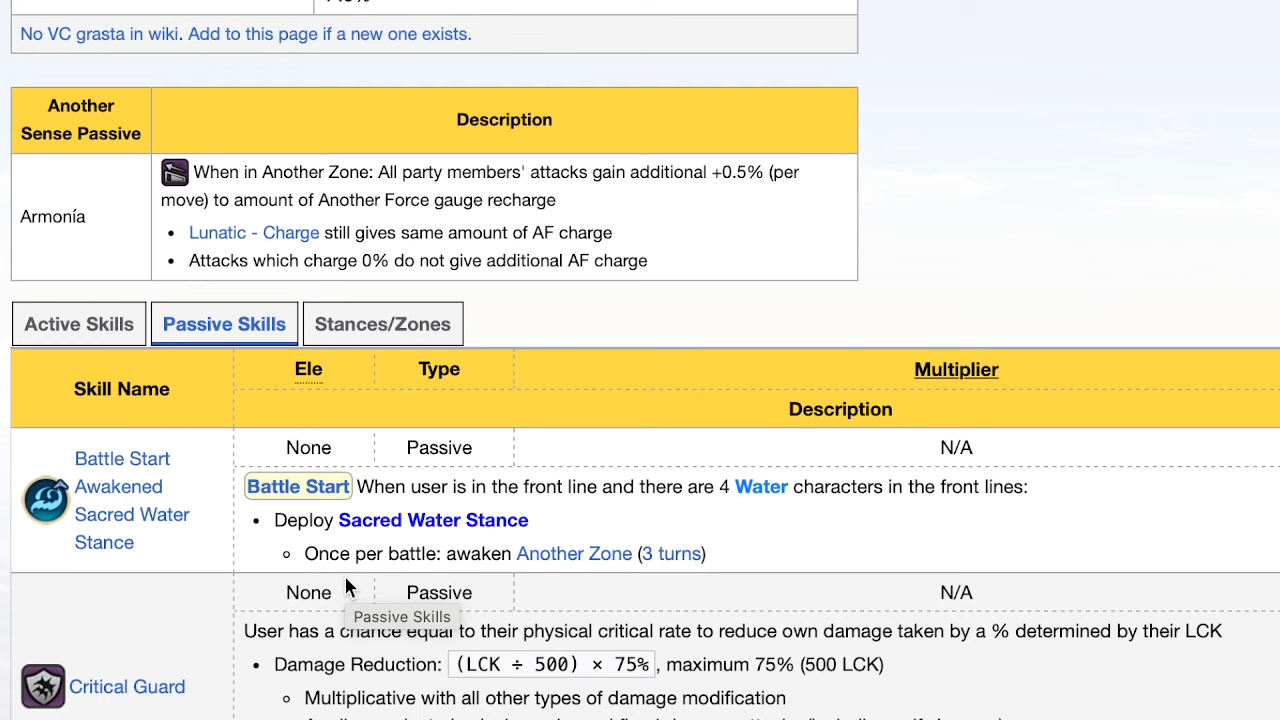 No VC grasta in wiki. Add to this page if a new one exists.
Another
Sense Passive
Description
Armonía
When in Another Zone: All party members' attacks gain additional +0.5% (per
move) to amount of Another Force gauge recharge
• Lunatic - Charge still gives same amount of AF charge
• Attacks which charge 0% do not give additional AF charge
Active Skills
Passive Skills
Stances/Zones
Skill Name
Ele
Type
Multiplier
Description
Battle Start
Awakened
Sacred Water
Stance
None
Passive
N/A
Battle Start When user is in the front line and there are 4 Water characters in the front lines:
• Deploy Sacred Water Stance
◦ Once per battle: awaken Another Zone (3 turns)
Critical Guard
None
Passive
N/A
Passive Skills
User has a chance equal to their physical critical rate to reduce own damage taken by a % determined by their LCK
• Damage Reduction: (LCK ÷ 500) × 75%, maximum 75% (500 LCK)
◦ Multiplicative with all other types of damage modification